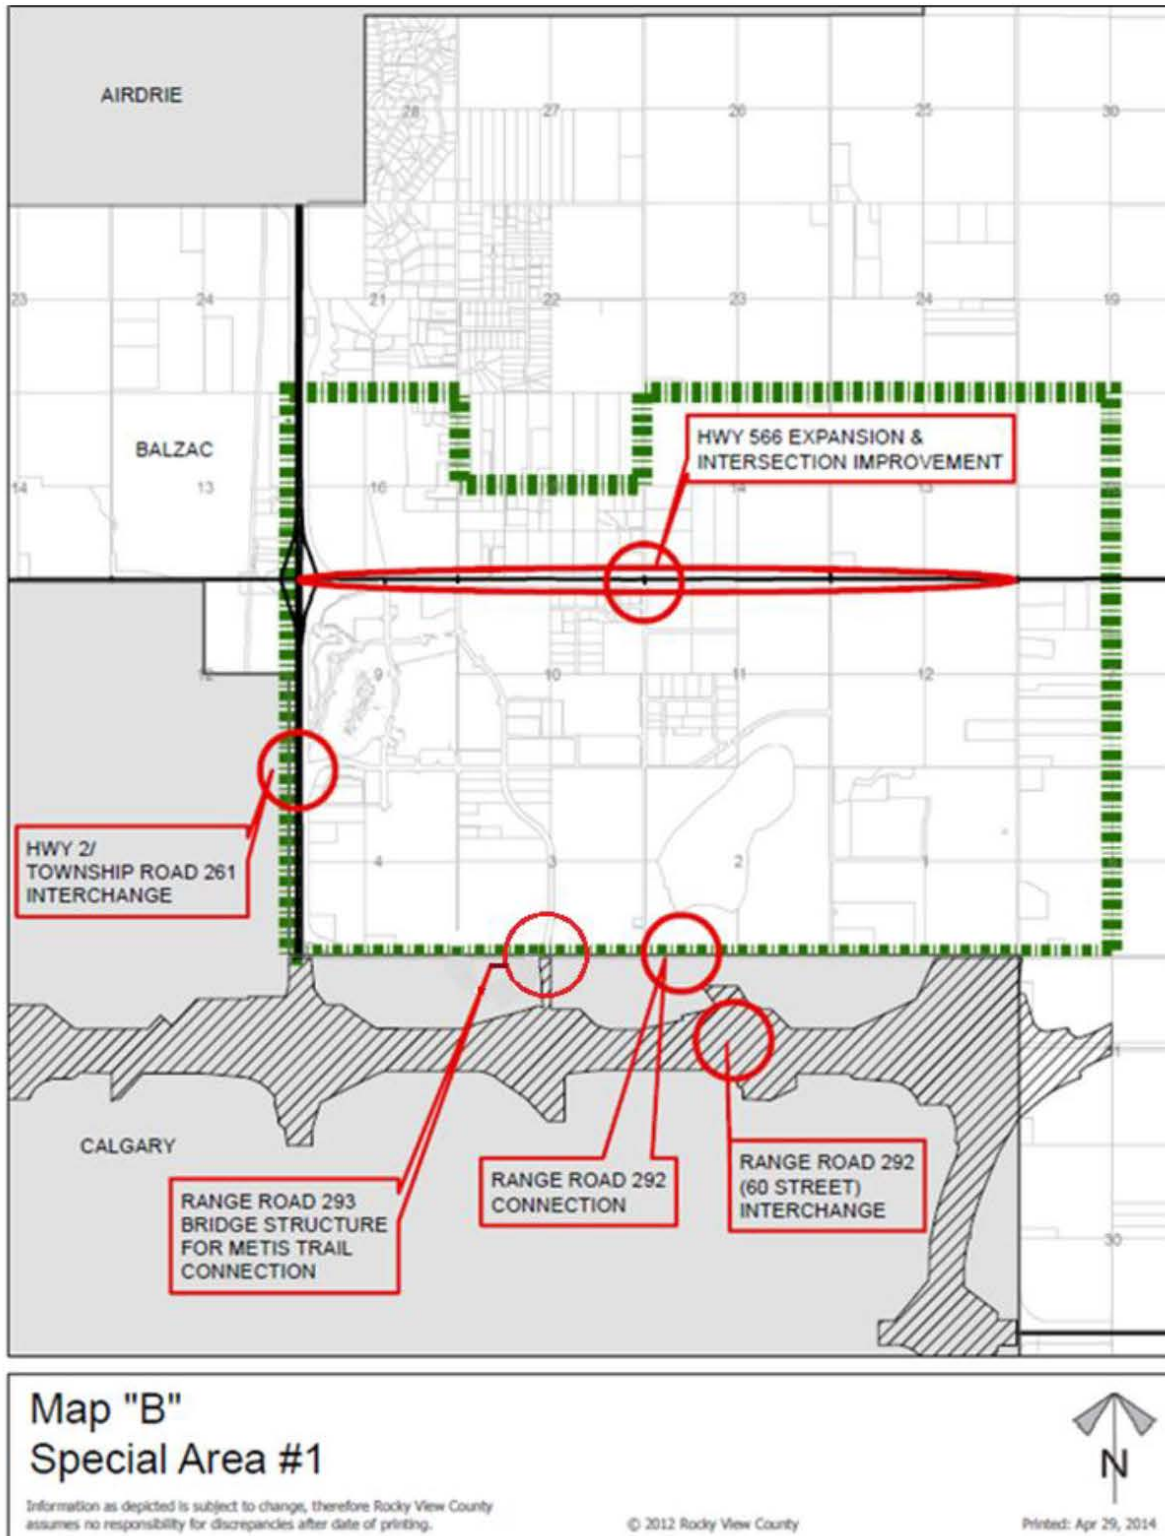 AIRDRIE
28
27
26
25
30
23
24
21
22
23
24
19
BALZAC
HWY 566 EXPANSION &
INTERSECTION IMPROVEMENT
14
13
16
14
13
12
9
10
11
12
HWY 2/
TOWNSHIP ROAD 261
INTERCHANGE
4
3
2
1
CALGARY
RANGE ROAD 293
BRIDGE STRUCTURE
FOR METIS TRAIL
CONNECTION
RANGE ROAD 292
CONNECTION
RANGE ROAD 292
(60 STREET)
INTERCHANGE
30
Map "B"
Special Area #1
N
Information as depicted is subject to change, therefore Rocky View County
assumes no responsibility for discrepancies after date of printing.
© 2012 Rocky View County
Printed: Apr 29, 2014